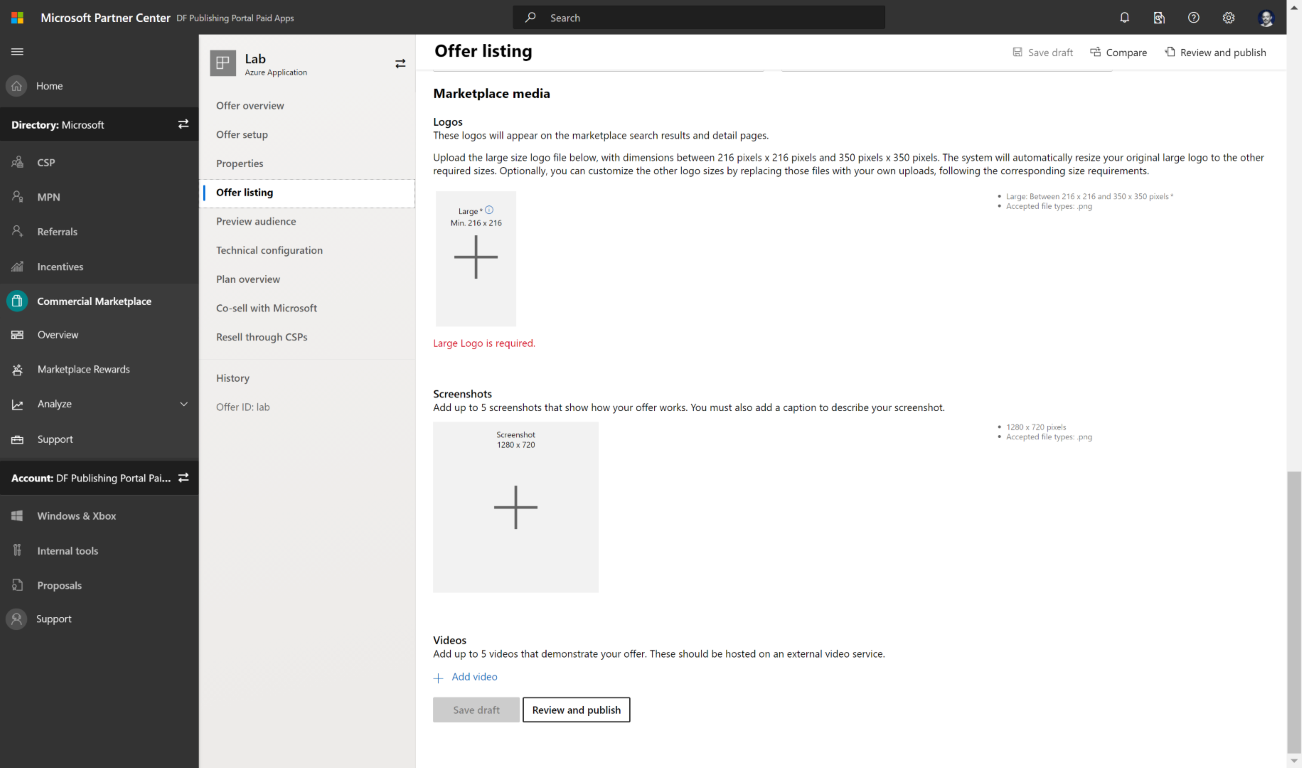 Microsoft Partner Center DF Publishing Portal Paid Apps
Search
Home
Directory: Microsoft
CSP
MPN
Referrals
Incentives
Commercial Marketplace
Overview
Marketplace Rewards
Analyze
Support
Account: DF Publishing Portal Pai...
Windows & Xbox
Internal tools
Proposals
Support
Lab
Azure Application
Offer overview
Offer setup
Properties
Offer listing
Preview audience
Technical configuration
Plan overview
Co-sell with Microsoft
Resell through CSPs
History
Offer ID: lab
Offer listing
Save draft
Compare
Review and publish
Marketplace media
Logos
These logos will appear on the marketplace search results and detail pages.
Upload the large size logo file below, with dimensions between 216 pixels x 216 pixels and 350 pixels x 350 pixels. The system will automatically resize your original large logo to the other
required sizes. Optionally, you can customize the other logo sizes by replacing those files with your own uploads, following the corresponding size requirements.
Large *
Min. 216 x 216
• Large: Between 216 x 216 and 350 x 350 pixels *
• Accepted file types: .png
Large Logo is required.
Screenshots
Add up to 5 screenshots that show how your offer works. You must also add a caption to describe your screenshot.
Screenshot
1280 x 720
• 1280 x 720 pixels
• Accepted file types: .png
Videos
Add up to 5 videos that demonstrate your offer. These should be hosted on an external video service.
Add video
Save draft
Review and publish